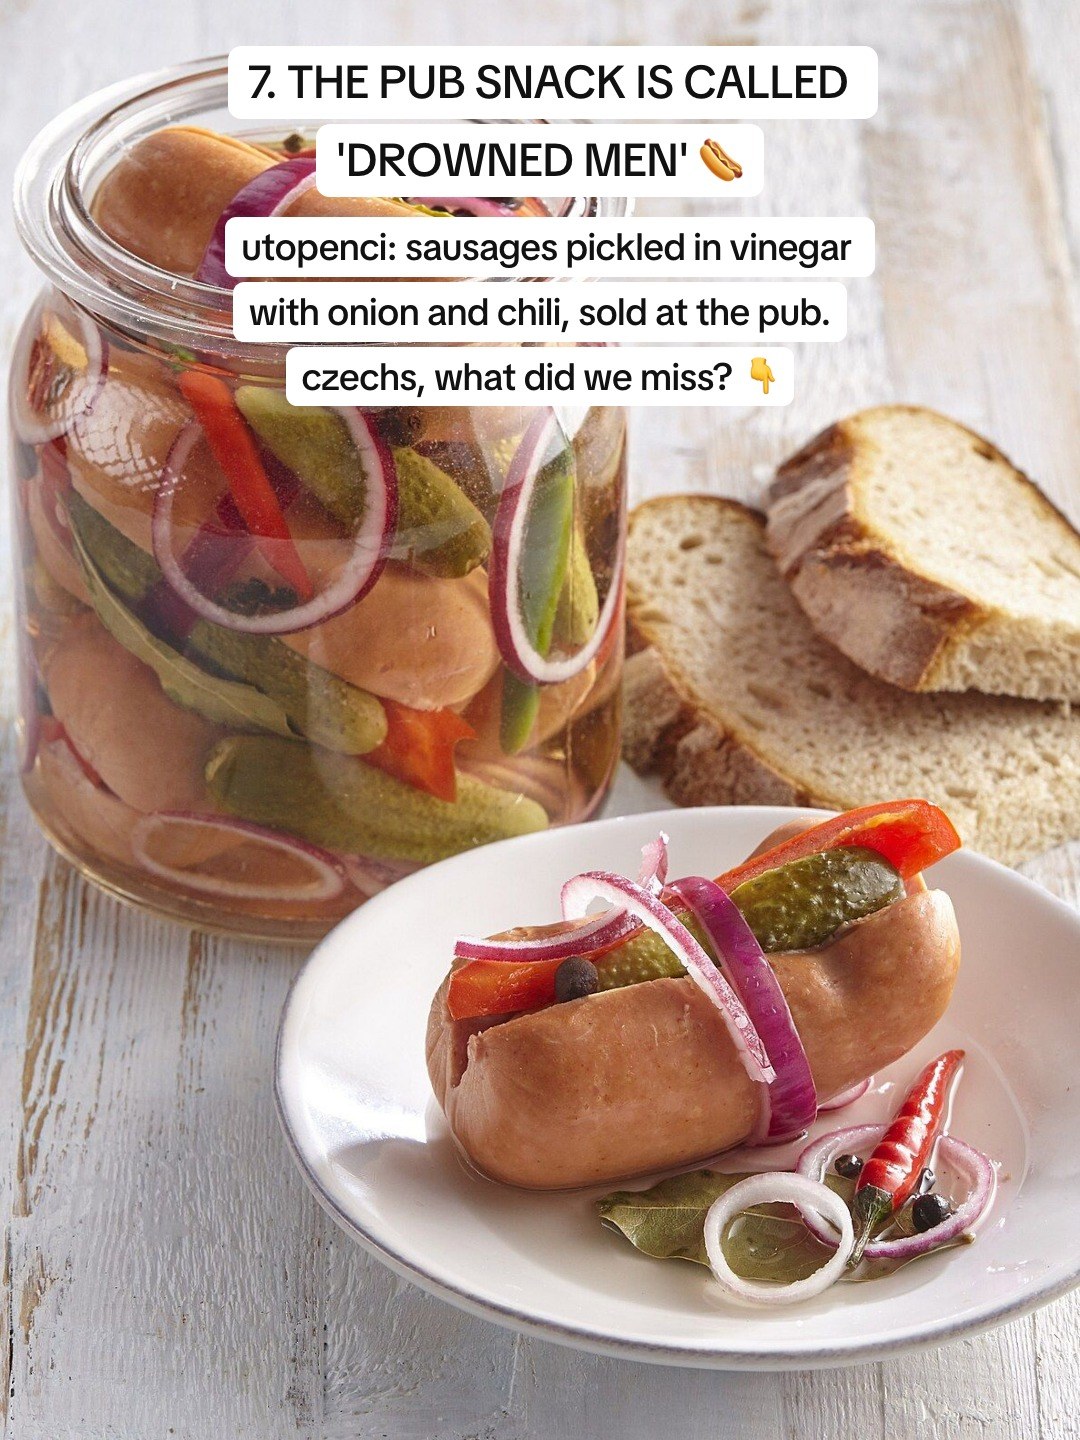 7. THE PUB SNACK IS CALLED
'DROWNED MEN' 🌭
utopenci: sausages pickled in vinegar
with onion and chili, sold at the pub.
czechs, what did we miss? 👇